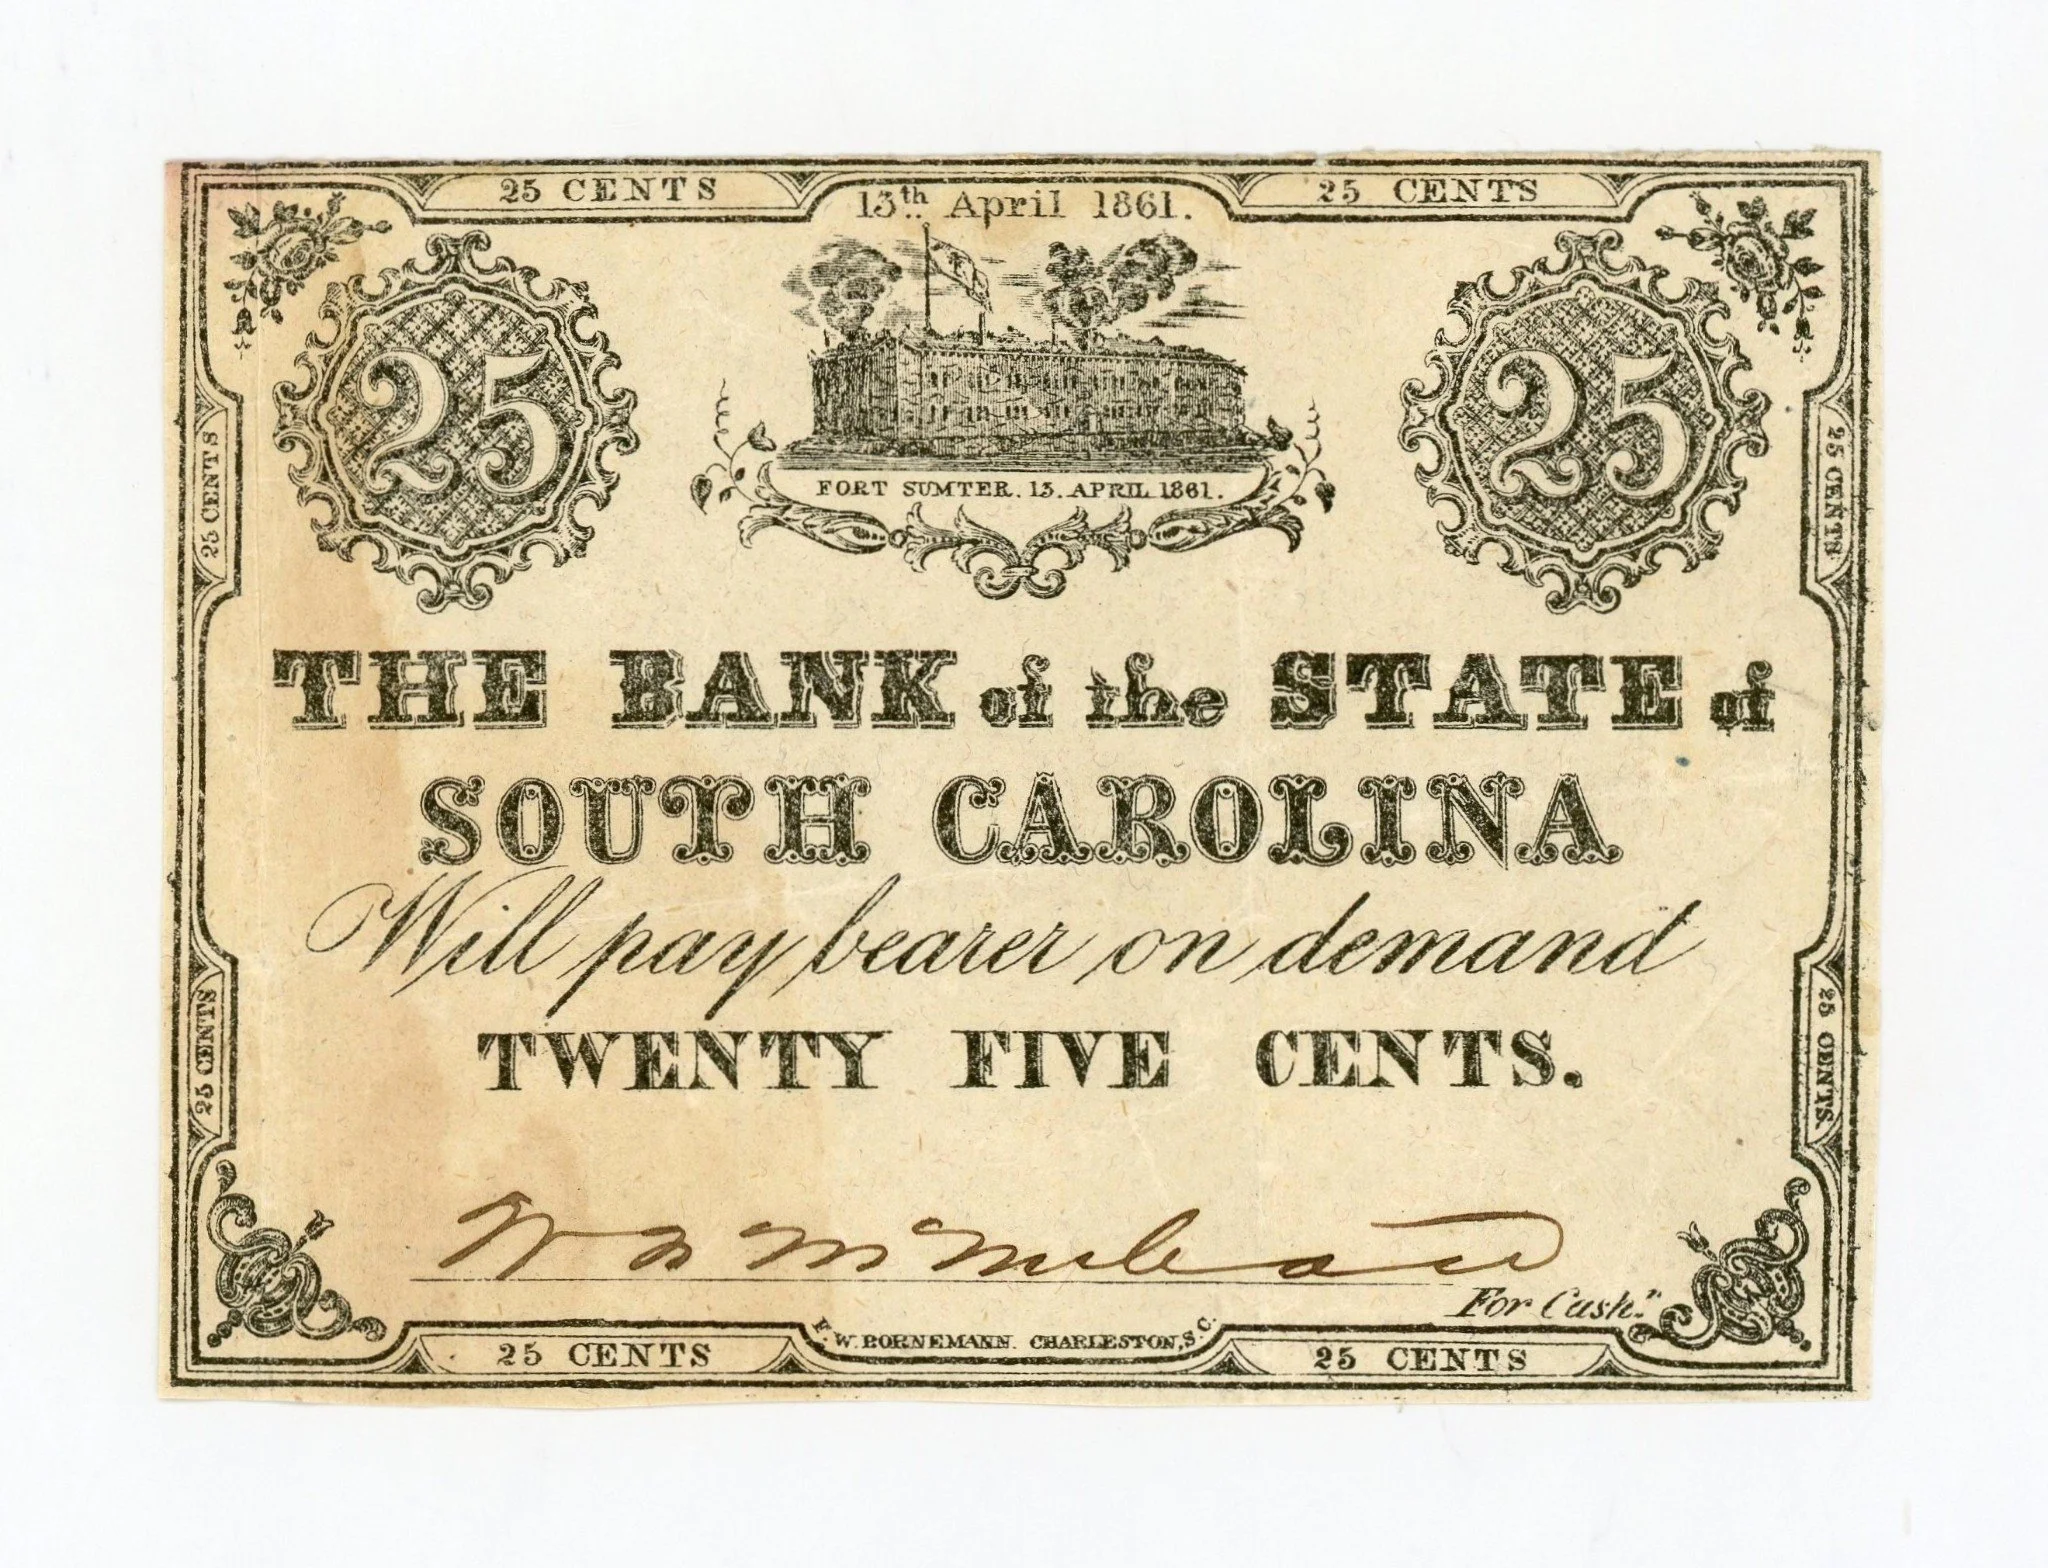 25 CENTS
13th. April 1861.
25 CENTS
25
25
FORT SUMTER. 13. APRIL 1861.
25 CENTS
25 CENTS
THE BANK of the STATE of
SOUTH CAROLINA
Will pay bearer on demand
TWENTY FIVE CENTS.
25 CENTS
25 CENTS.
For Cash.r
25 CENTS
F. W. BORNEMANN. CHARLESTON, S. C.
25 CENTS